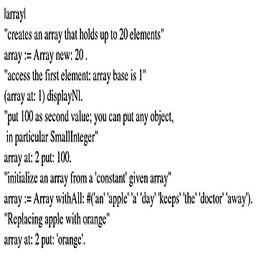 |array|
"creates an array that holds up to 20 elements"
array := Array new: 20 .
"access the first element: array base is 1"
(array at: 1) displayNl.
"put 100 as second value; you can put any object,
in particular SmallInteger"
array at: 2 put: 100.
"initialize an array from a 'constant' given array"
array := Array withAll: #('an' 'apple' 'a' 'day' 'keeps' 'the' 'doctor' 'away').
"Replacing apple with orange"
array at: 2 put: 'orange'.